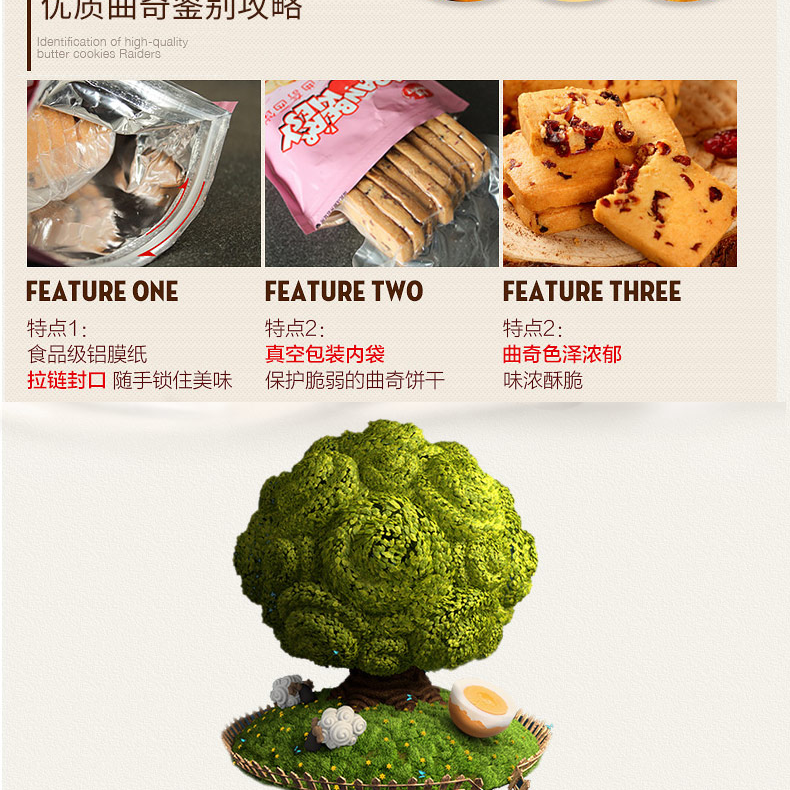 优质曲奇鉴别攻略
Identification of high-quality
butter cookies Raiders
FEATURE ONE
特点1:
食品级铝膜纸
拉链封口 随手锁住美味
FEATURE TWO
特点2:
真空包装内袋
保护脆弱的曲奇饼干
FEATURE THREE
特点2:
曲奇色泽浓郁
味浓酥脆